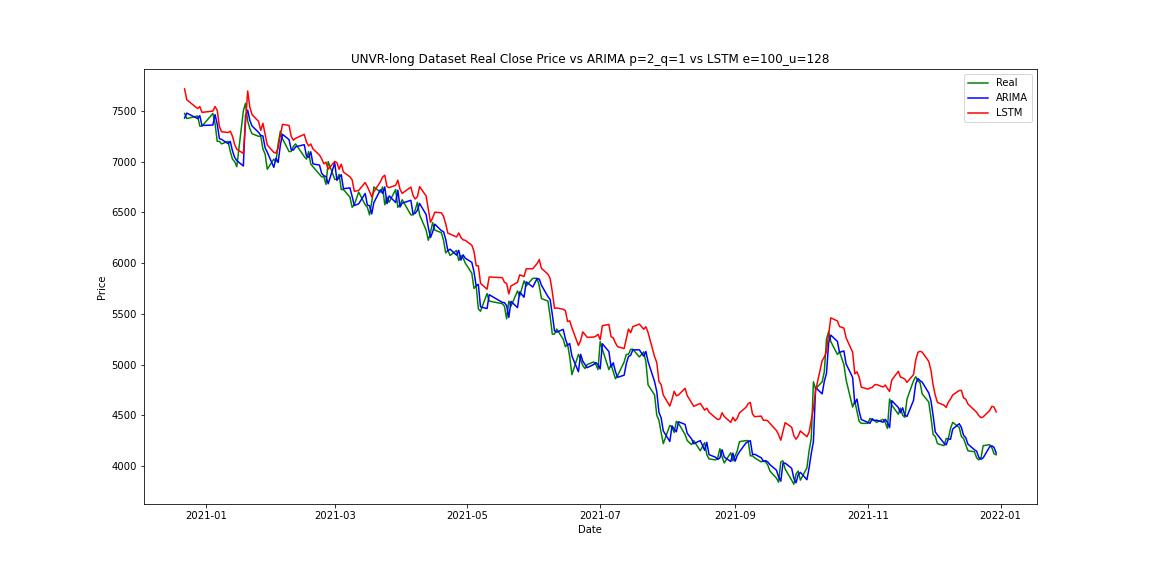 UNVR-long Dataset Real Close Price vs ARIMA p=2_q=1 vs LSTM e=100_u=128
Real
ARIMA
LSTM
7500
7000
6500
6000
5500
5000
4500
4000
Price
2021-01
2021-03
2021-05
2021-07
2021-09
2021-11
2022-01
Date